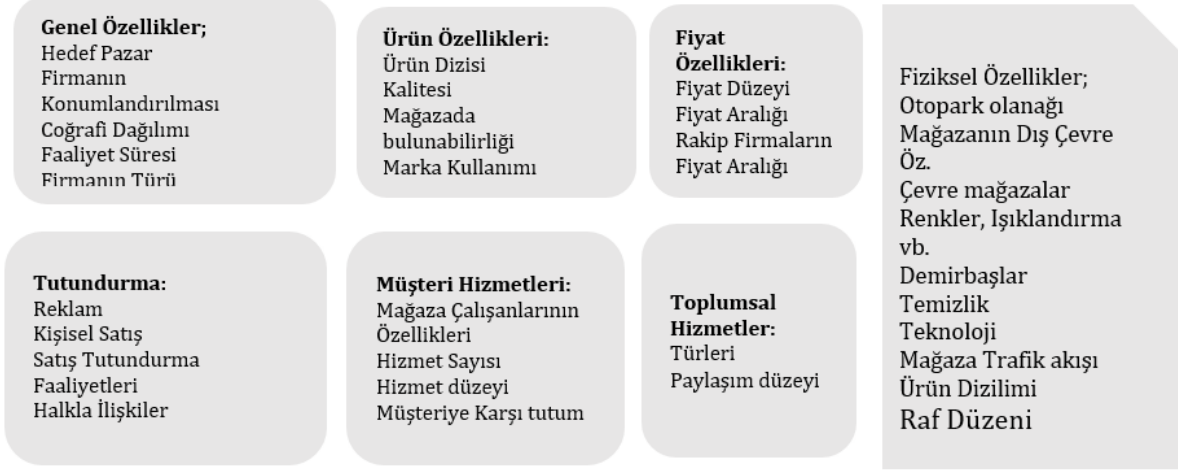 Genel Özellikler;
Hedef Pazar
Firmanın
Konumlandırılması
Coğrafi Dağılımı
Faaliyet Süresi
Firmanın Türü
Ürün Özellikleri:
Ürün Dizisi
Kalitesi
Mağazada
bulunabilirliği
Marka Kullanımı
Fiyat
Özellikleri:
Fiyat Düzeyi
Fiyat Aralığı
Rakip Firmaların
Fiyat Aralığı
Fiziksel Özellikler;
Otopark olanağı
Mağazanın Dış Çevre
Öz.
Çevre mağazalar
Renkler, Işıklandırma
vb.
Demirbaşlar
Temizlik
Teknoloji
Mağaza Trafik akışı
Ürün Dizilimi
Raf Düzeni
Tutundurma:
Reklam
Kişisel Satış
Satış Tutundurma
Faaliyetleri
Halkla İlişkiler
Müşteri Hizmetleri:
Mağaza Çalışanlarının
Özellikleri
Hizmet Sayısı
Hizmet düzeyi
Müşteriye Karşı tutum
Toplumsal
Hizmetler:
Türleri
Paylaşım düzeyi